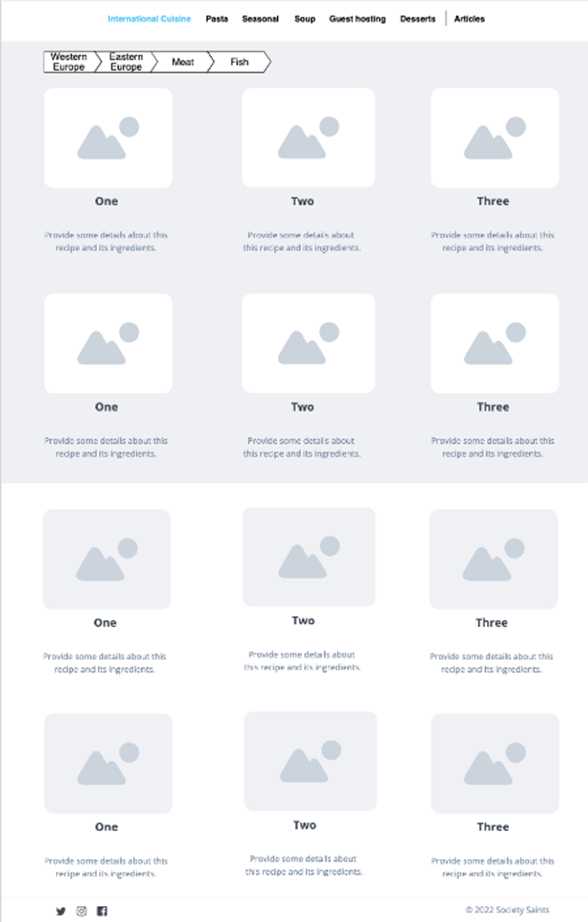 International Cuisine Pasta Seasonal Soup Guest hosting Desserts Articles
Western Europe Eastern Europe Meat Fish
One Two Three
Provide some details about this Provide some details about Provide some details about this
recipe and its ingredients. this recipe and its ingredients. recipe and its ingredients.
One Two Three
Provide some details about this Provide some details about Provide some details about this
recipe and its ingredients. this recipe and its ingredients. recipe and its ingredients.
One Two Three
Provide some details about this Provide some details about Provide some details about this
recipe and its ingredients. this recipe and its ingredients. recipe and its ingredients.
One Two Three
Provide some details about this Provide some details about Provide some details about this
recipe and its ingredients. this recipe and its ingredients. recipe and its ingredients.
© 2022 Society Saints